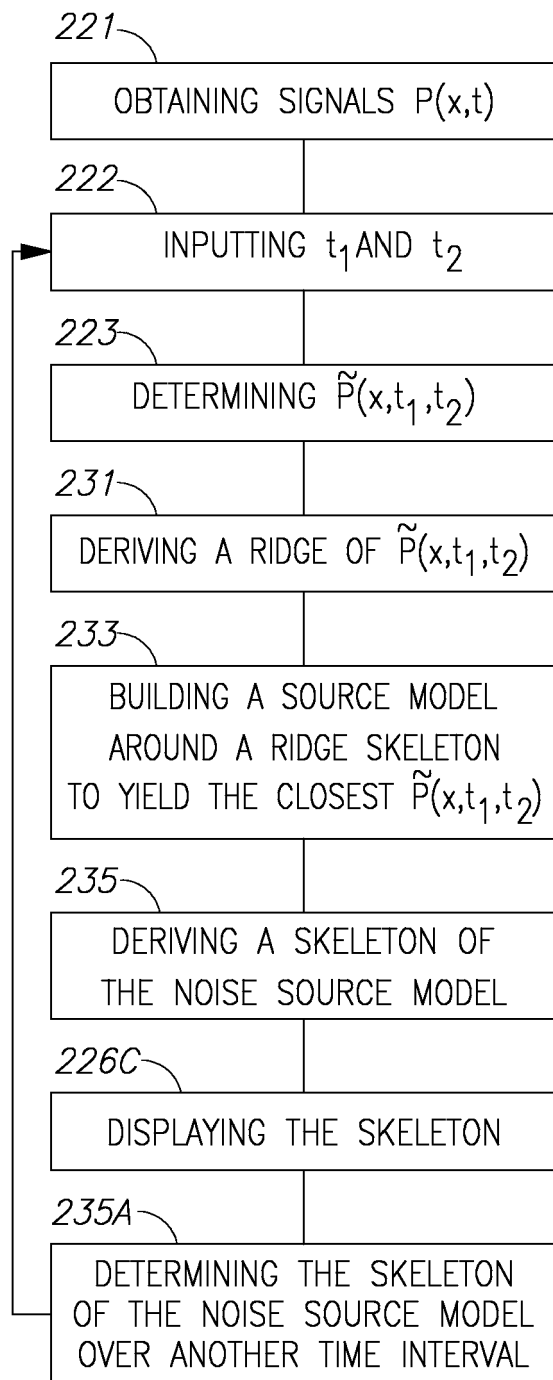 221
OBTAINING SIGNALS P(x,t)
222
INPUTTING t₁ AND t₂
223
DETERMINING P̃(x,t₁,t₂)
231
DERIVING A RIDGE OF P̃(x,t₁,t₂)
233
BUILDING A SOURCE MODEL
AROUND A RIDGE SKELETON
TO YIELD THE CLOSEST P̃(x,t₁,t₂)
235
DERIVING A SKELETON OF
THE NOISE SOURCE MODEL
226C
DISPLAYING THE SKELETON
235A
DETERMINING THE SKELETON
OF THE NOISE SOURCE MODEL
OVER ANOTHER TIME INTERVAL